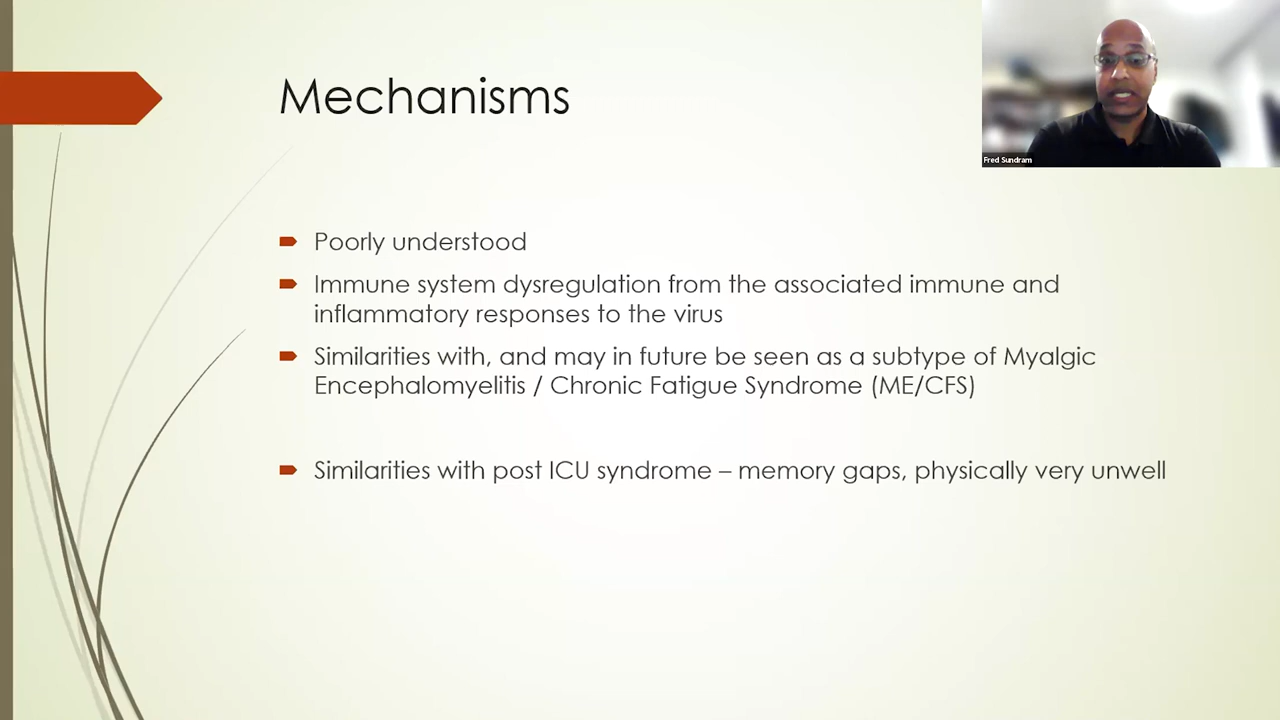 Mechanisms
Fred Sundram
Poorly understood
Immune system dysregulation from the associated immune and
inflammatory responses to the virus
Similarities with, and may in future be seen as a subtype of Myalgic
Encephalomyelitis / Chronic Fatigue Syndrome (ME/CFS)
Similarities with post ICU syndrome – memory gaps, physically very unwell